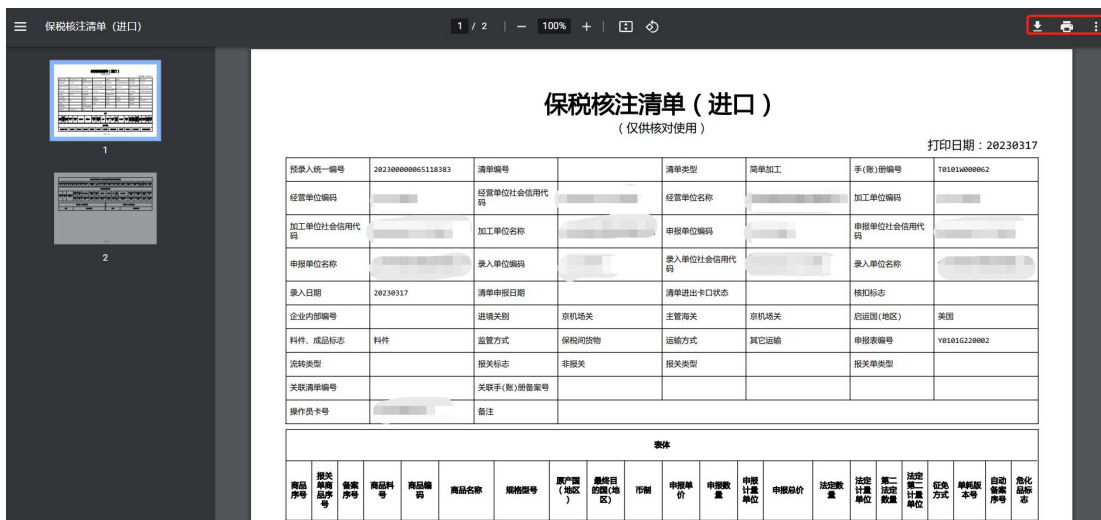 保税核注清单 (进口)
1 / 2 − 100% +
1
2
保税核注清单（进口）
（仅供核对使用）
打印日期：20230317
预录入统一编号 202300000065118383 清单编号 清单类型 简单加工 手(账)册编号 T0101W000062
经营单位编码 经营单位社会信用代码 经营单位名称 加工单位编码
加工单位社会信用代码 加工单位名称 申报单位编码 申报单位社会信用代码
申报单位名称 录入单位编码 录入单位社会信用代码 录入单位名称
录入日期 20230317 清单申报日期 清单进出卡口状态 核扣标志
企业内部编号 进境关别 京机场关 主管海关 京机场关 启运国(地区) 美国
料件、成品标志 料件 监管方式 保税间货物 运输方式 其它运输 申报表编号 Y0101G220002
流转类型 报关标志 非报关 报关类型 报关单类型
关联清单编号 关联手(账)册备案号
操作员卡号 备注
表体
商品序号 报关单商品序号 备案序号 商品料号 商品编码 商品名称 规格型号 原产国(地区) 最终目的国(地区) 币制 申报单价 申报数量 申报计量单位 申报总价 法定数量 法定计量单位 第二法定数量 法定第二计量单位 征免方式 单耗版本号 自动备案序号 危化品标志